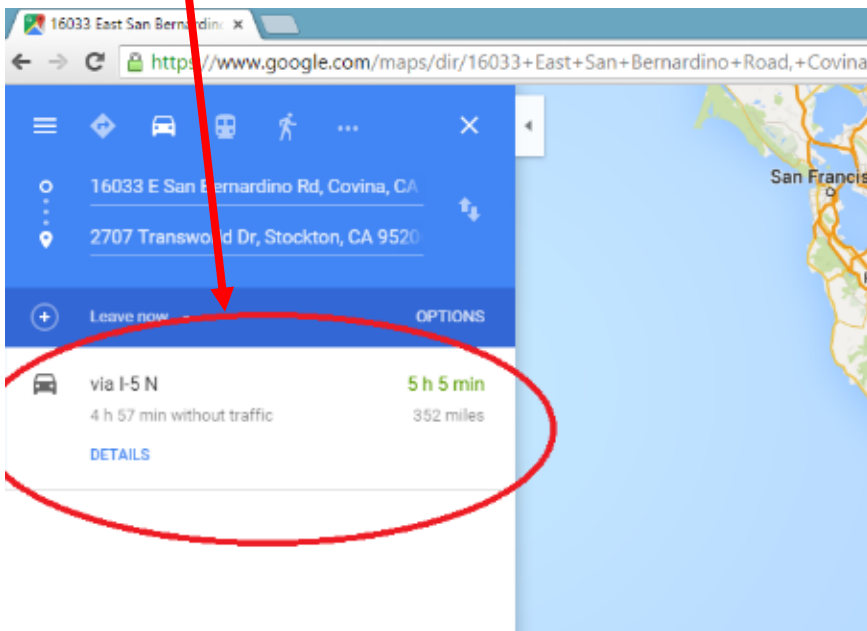 16033 East San Bernardino
https://www.google.com/maps/dir/16033+East+San+Bernardino+Road,+Covina
16033 E San Bernardino Rd, Covina, CA
2707 Transworld Dr, Stockton, CA 9520
Leave now OPTIONS
via I-5 N 5 h 5 min
4 h 57 min without traffic 352 miles
DETAILS
San Francis